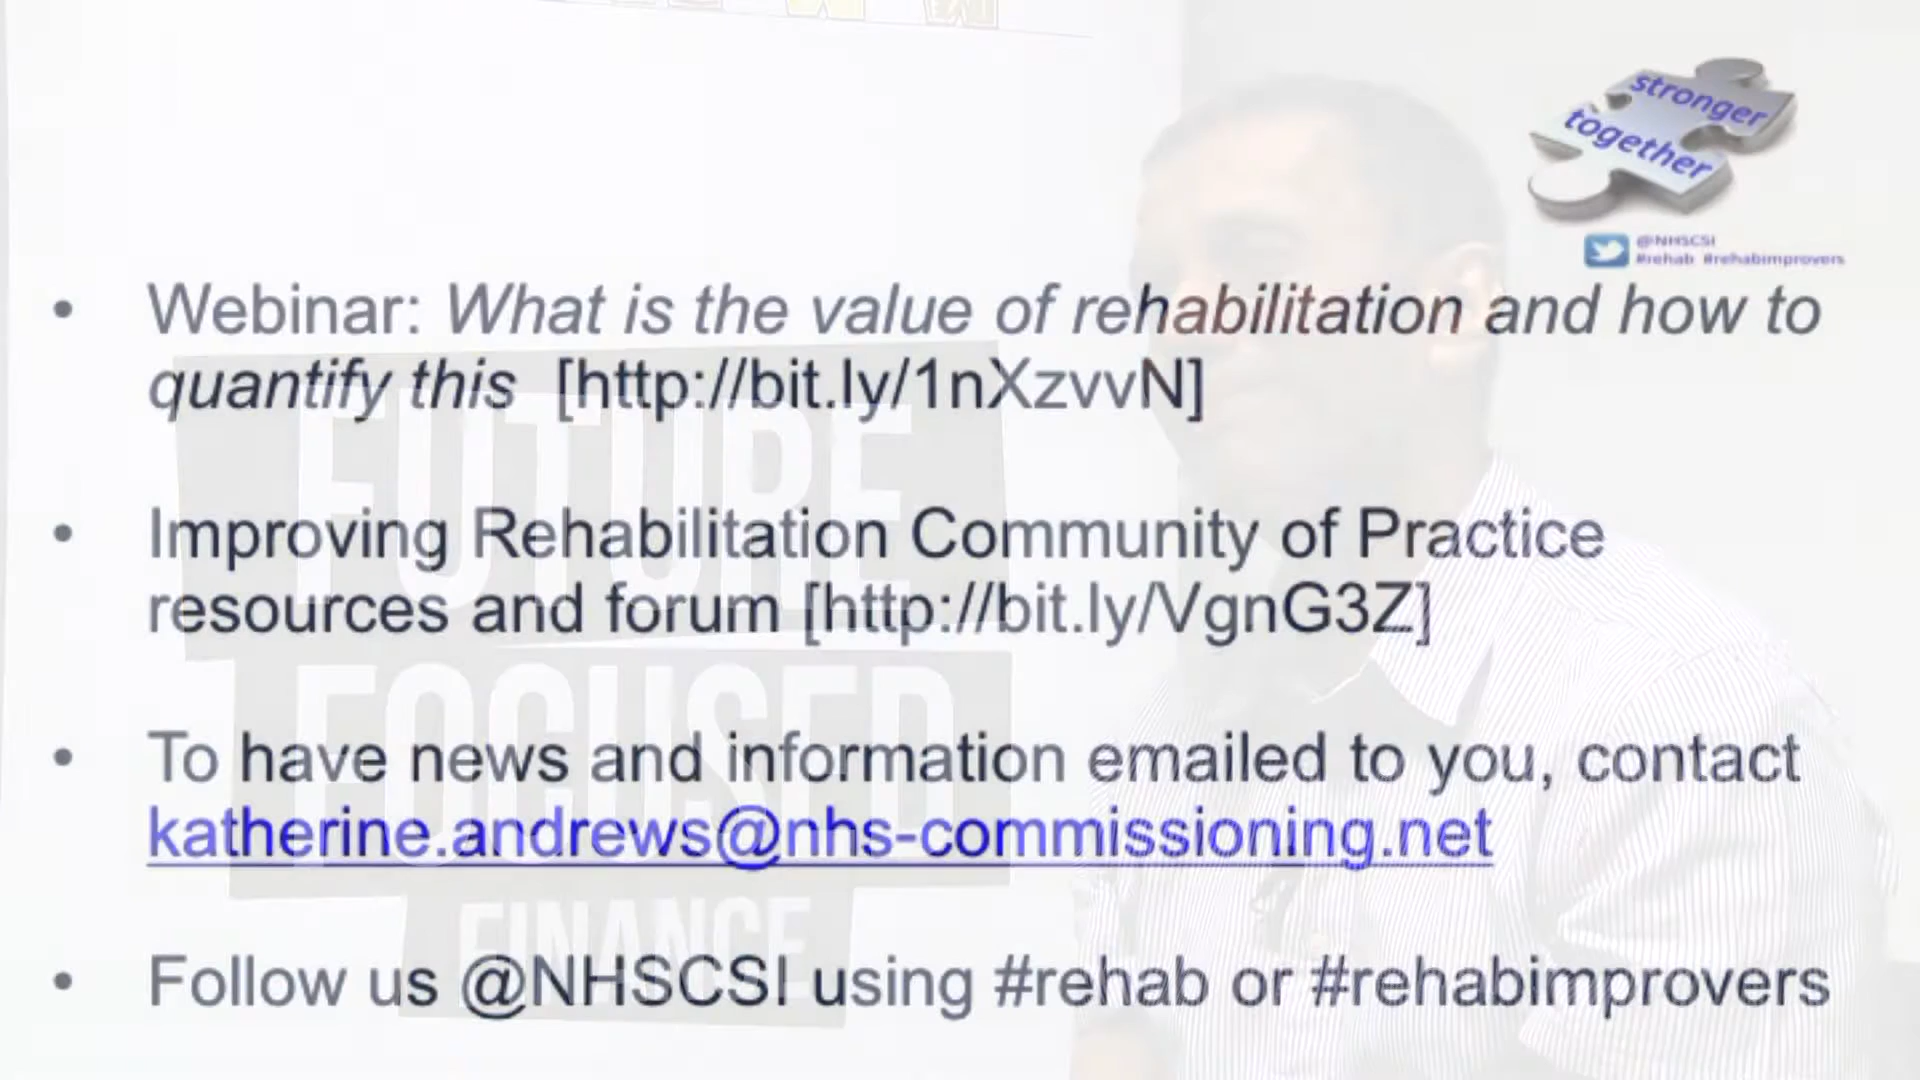 stronger
together
@NHSCSI
#rehab #rehabimprovers
• Webinar: What is the value of rehabilitation and how to
quantify this [http://bit.ly/1nXzvvN]
• Improving Rehabilitation Community of Practice
resources and forum [http://bit.ly/VgnG3Z]
• To have news and information emailed to you, contact
katherine.andrews@nhs-commissioning.net
• Follow us @NHSCSI using #rehab or #rehabimprovers
FUTURE
FOCUSED
FINANCE